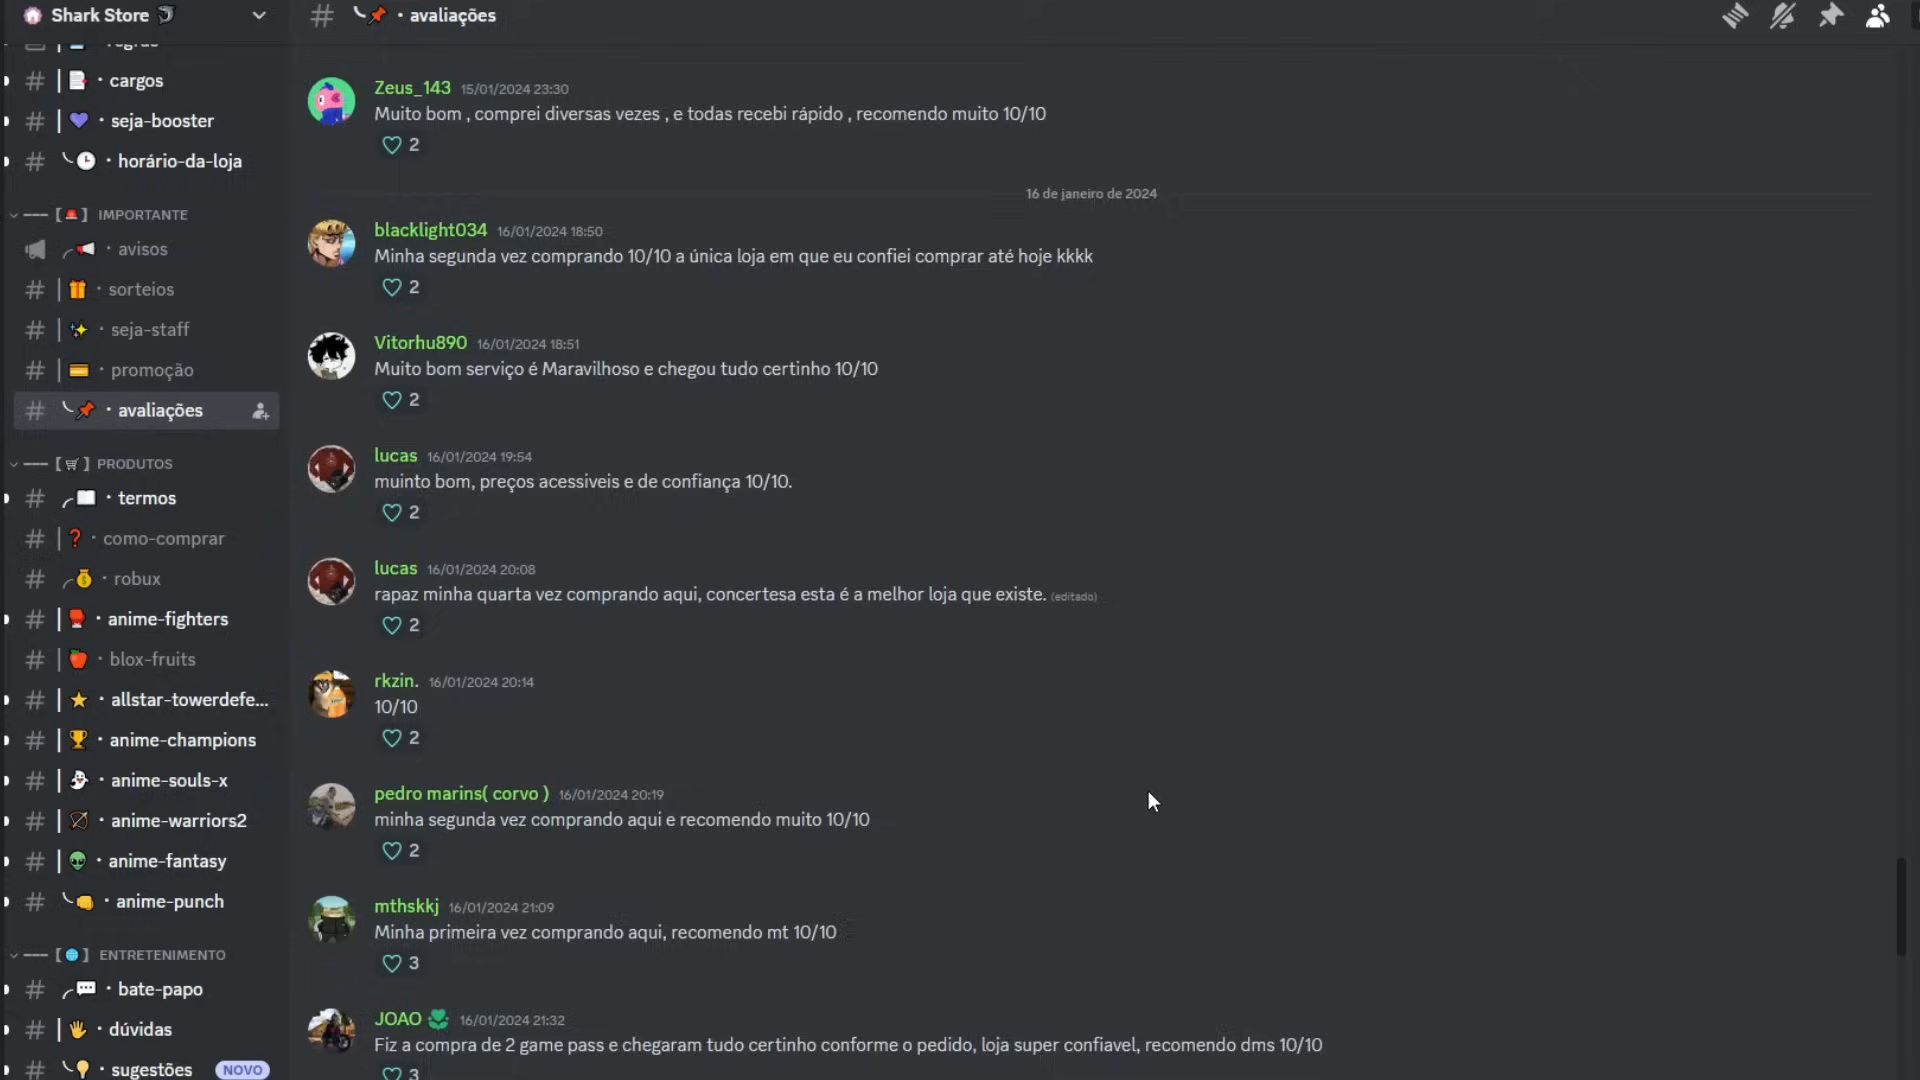 Shark Store
cargos
seja-booster
horário-da-loja
IMPORTANTE
avisos
sorteios
seja-staff
promoção
avaliações
PRODUTOS
termos
como-comprar
robux
anime-fighters
blox-fruits
allstar-towerdefe...
anime-champions
anime-souls-x
anime-warriors2
anime-fantasy
anime-punch
ENTRETENIMENTO
bate-papo
dúvidas
sugestões NOVO
avaliações
Zeus_143 15/01/2024 23:30
Muito bom , comprei diversas vezes , e todas recebi rápido , recomendo muito 10/10
2
16 de janeiro de 2024
blacklight034 16/01/2024 18:50
Minha segunda vez comprando 10/10 a única loja em que eu confiei comprar até hoje kkkk
2
Vitorhu890 16/01/2024 18:51
Muito bom serviço é Maravilhoso e chegou tudo certinho 10/10
2
lucas 16/01/2024 19:54
muinto bom, preços acessiveis e de confiança 10/10.
2
lucas 16/01/2024 20:08
rapaz minha quarta vez comprando aqui, concertesa esta é a melhor loja que existe. (editado)
2
rkzin. 16/01/2024 20:14
10/10
2
pedro marins( corvo ) 16/01/2024 20:19
minha segunda vez comprando aqui e recomendo muito 10/10
2
mthskkj 16/01/2024 21:09
Minha primeira vez comprando aqui, recomendo mt 10/10
3
JOAO 16/01/2024 21:32
Fiz a compra de 2 game pass e chegaram tudo certinho conforme o pedido, loja super confiavel, recomendo dms 10/10
3